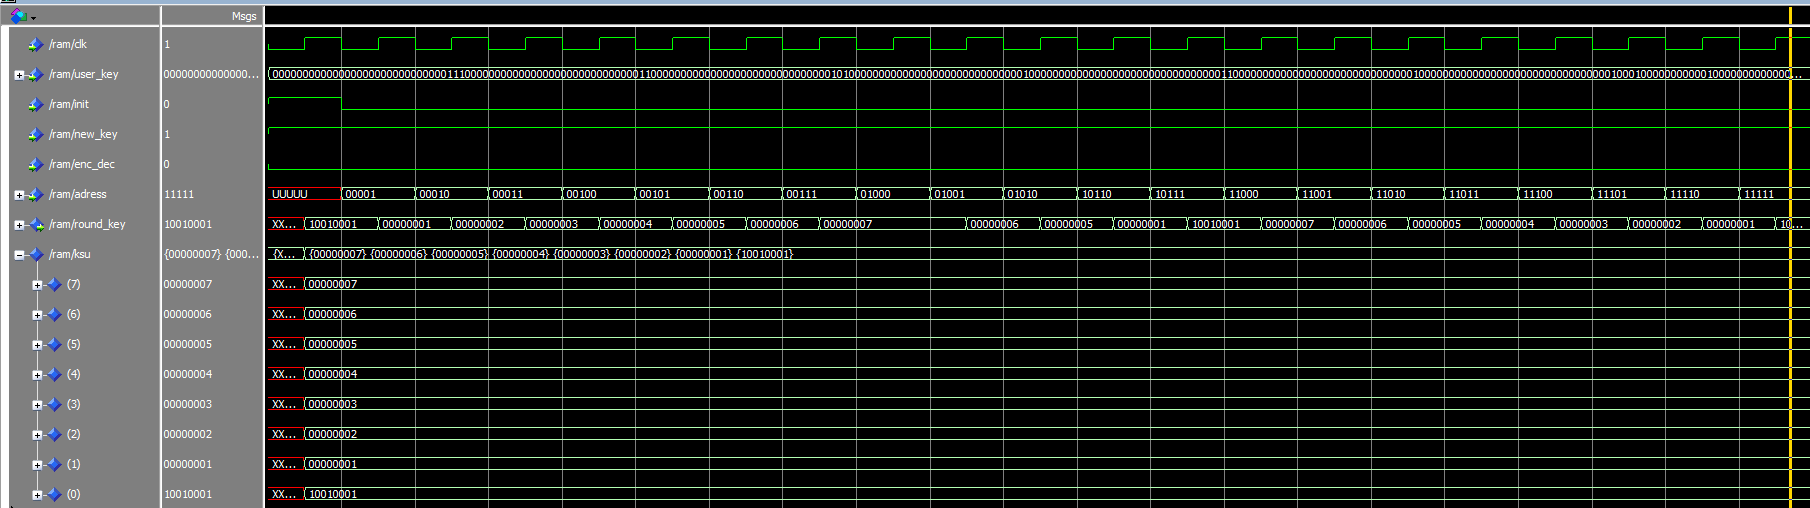 Msgs
/ram/clk 1
/ram/user_key 00000000000000...
/ram/init 0
/ram/new_key 1
/ram/enc_dec 0
/ram/adress 11111 UUUUU 00001 00010 00011 00100 00101 00110 00111 01000 01001 01010 10110 10111 11000 11001 11010 11011 11100 11101 11110 11111
/ram/round_key 10010001 XX... 10010001 00000001 00000002 00000003 00000004 00000005 00000006 00000007 00000006 00000005 00000001 10010001 00000007 00000006 00000005 00000004 00000003 00000002 00000001 10...
/ram/ksu {00000007} {000... {X... {00000007} {00000006} {00000005} {00000004} {00000003} {00000002} {00000001} {10010001}
(7) 00000007 XX... 00000007
(6) 00000006 XX... 00000006
(5) 00000005 XX... 00000005
(4) 00000004 XX... 00000004
(3) 00000003 XX... 00000003
(2) 00000002 XX... 00000002
(1) 00000001 XX... 00000001
(0) 10010001 XX... 10010001